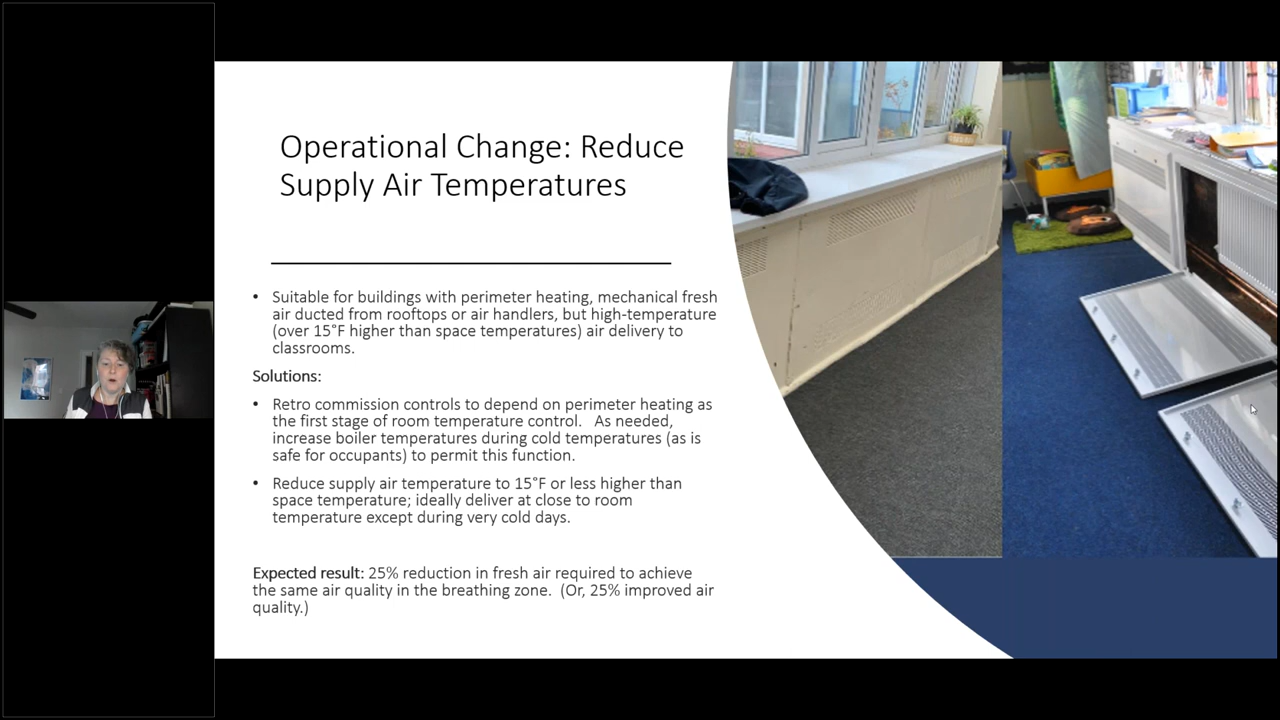 Operational Change: Reduce
Supply Air Temperatures
• Suitable for buildings with perimeter heating, mechanical fresh
air ducted from rooftops or air handlers, but high-temperature
(over 15°F higher than space temperatures) air delivery to
classrooms.
Solutions:
• Retro commission controls to depend on perimeter heating as
the first stage of room temperature control. As needed,
increase boiler temperatures during cold temperatures (as is
safe for occupants) to permit this function.
• Reduce supply air temperature to 15°F or less higher than
space temperature; ideally deliver at close to room
temperature except during very cold days.
Expected result: 25% reduction in fresh air required to achieve
the same air quality in the breathing zone. (Or, 25% improved air
quality.)